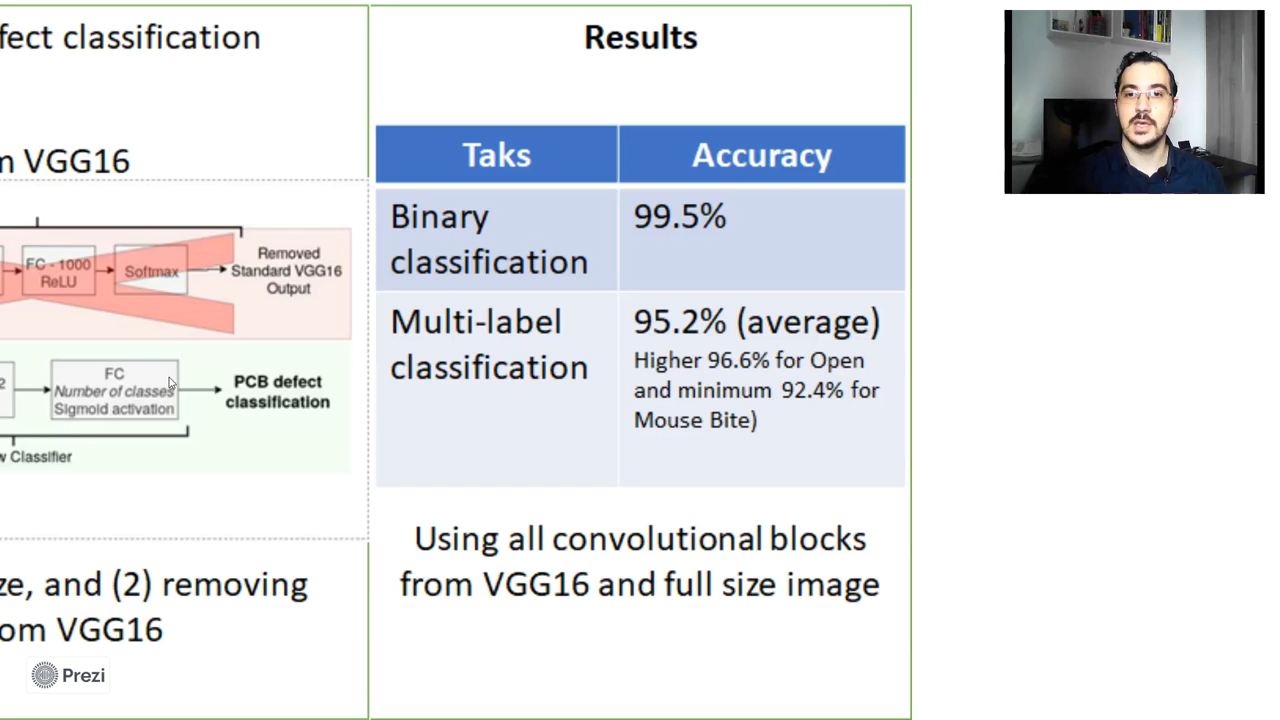 fect classification
m VGG16
FC - 1000
ReLU
Softmax
Removed
Standard VGG16
Output
2
FC
Number of classes
Sigmoid activation
PCB defect
classification
w Classifier
ze, and (2) removing
om VGG16
Prezi
Results
Taks
Accuracy
Binary
classification
99.5%
Multi-label
classification
95.2% (average)
Higher 96.6% for Open
and minimum 92.4% for
Mouse Bite)
Using all convolutional blocks
from VGG16 and full size image